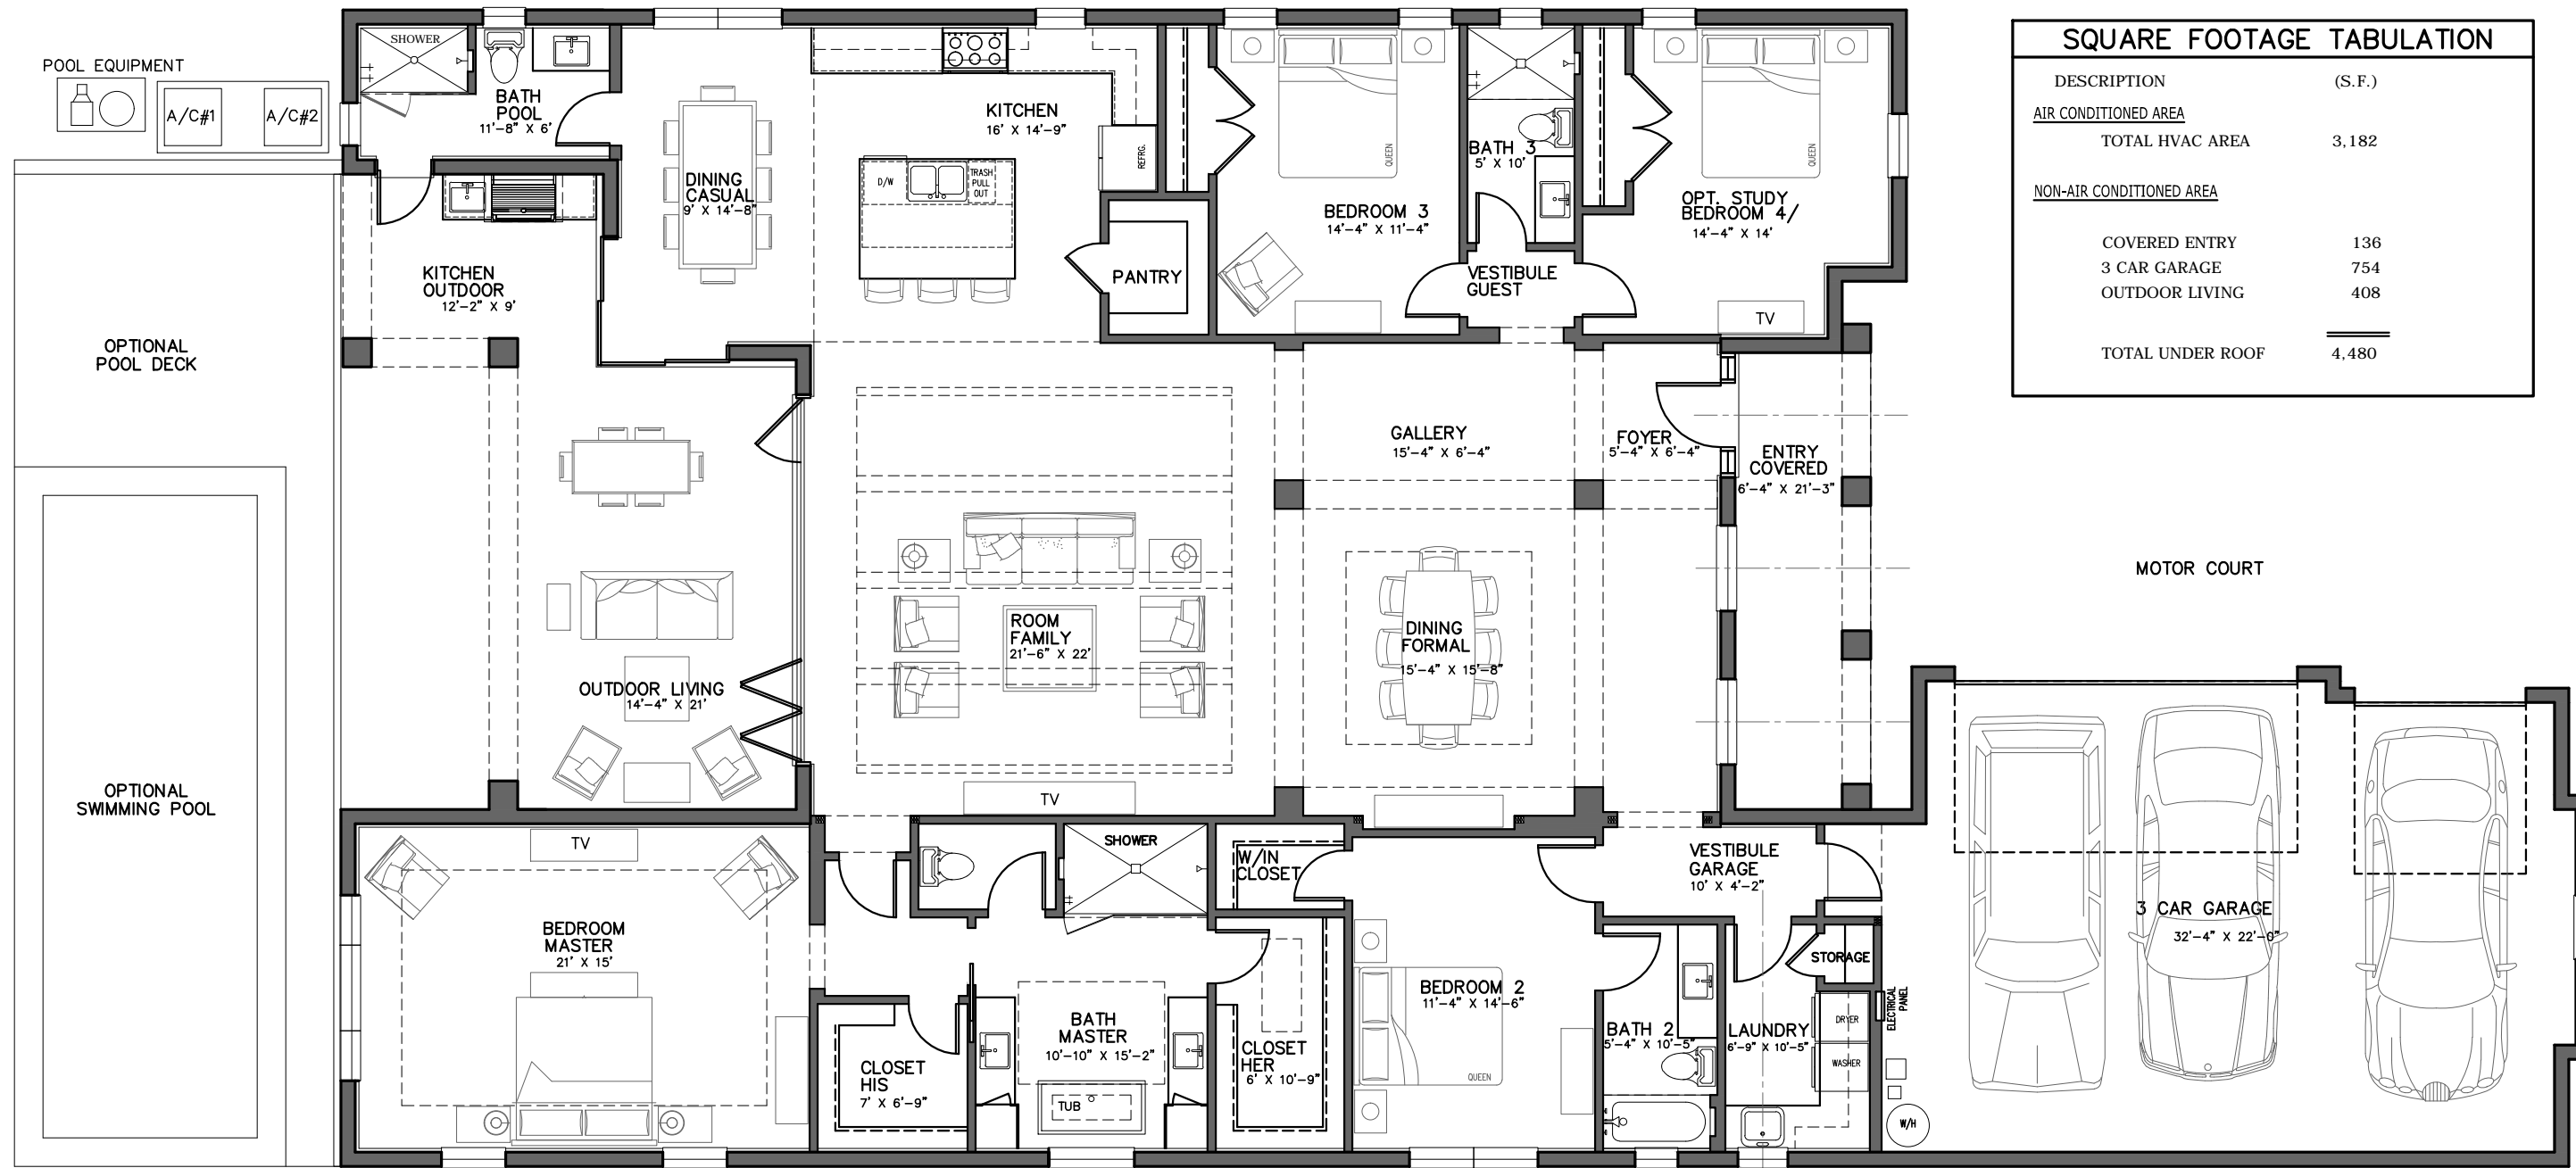 POOL EQUIPMENT
A/C#1
A/C#2
SHOWER
BATH
POOL
11'-8" X 6'
KITCHEN
16' X 14'-9"
REFRG.
D/W
TRASH
PULL
OUT
DINING
CASUAL
9' X 14'-8"
PANTRY
KITCHEN
OUTDOOR
12'-2" X 9'
QUEEN
BEDROOM 3
14'-4" X 11'-4"
BATH 3
5' X 10'
VESTIBULE
GUEST
QUEEN
OPT. STUDY
BEDROOM 4/
14'-4" X 14'
TV
SQUARE FOOTAGE TABULATION
DESCRIPTION (S.F.)
AIR CONDITIONED AREA
TOTAL HVAC AREA 3,182
NON-AIR CONDITIONED AREA
COVERED ENTRY 136
3 CAR GARAGE 754
OUTDOOR LIVING 408
TOTAL UNDER ROOF 4,480
OPTIONAL
POOL DECK
GALLERY
15'-4" X 6'-4"
FOYER
5'-4" X 6'-4"
ENTRY
COVERED
6'-4" X 21'-3"
MOTOR COURT
ROOM
FAMILY
21'-6" X 22'
DINING
FORMAL
15'-4" X 15'-8"
OUTDOOR LIVING
14'-4" X 21'
OPTIONAL
SWIMMING POOL
TV
TV
SHOWER
W/IN
CLOSET
VESTIBULE
GARAGE
10' X 4'-2"
BEDROOM
MASTER
21' X 15'
3 CAR GARAGE
32'-4" X 22'-0"
STORAGE
BEDROOM 2
11'-4" X 14'-6"
QUEEN
ELECTRICAL
PANEL
BATH
MASTER
10'-10" X 15'-2"
TUB
CLOSET
HIS
7' X 6'-9"
CLOSET
HER
6' X 10'-9"
BATH 2
5'-4" X 10'-5"
LAUNDRY
6'-9" X 10'-5"
DRYER
WASHER
W/H